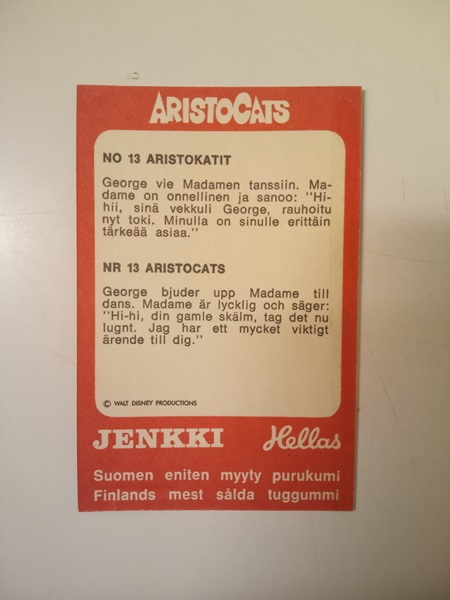 ARISTOCATS
NO 13 ARISTOKATIT
George vie Madamen tanssiin. Ma-
dame on onnellinen ja sanoo: "Hi-
hii, sinä vekkuli George, rauhoitu
nyt toki. Minulla on sinulle erittäin
tärkeää asiaa."
NR 13 ARISTOCATS
George bjuder upp Madame till
dans. Madame är lycklig och säger:
"Hi-hi, din gamle skälm, tag det nu
lugnt. Jag har ett mycket viktigt
ärende till dig."
© WALT DISNEY PRODUCTIONS
JENKKI Hellas
Suomen eniten myyty purukumi
Finlands mest sålda tuggummi